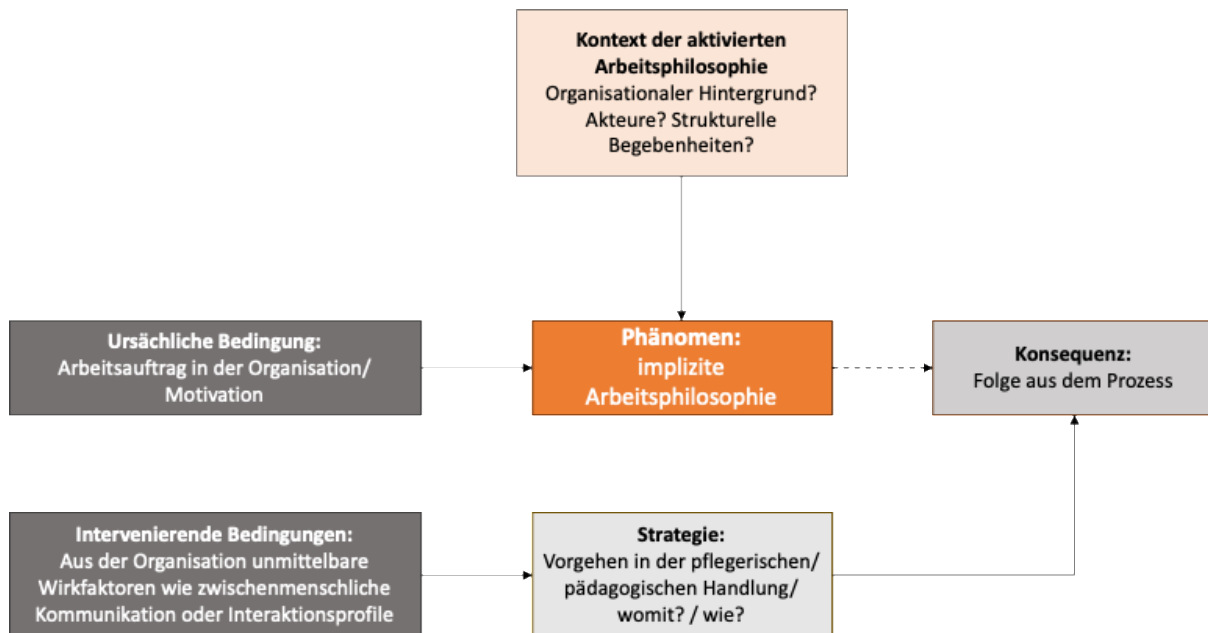 Kontext der aktivierten
Arbeitsphilosophie
Organisationaler Hintergrund?
Akteure? Strukturelle
Begebenheiten?
Ursächliche Bedingung:
Arbeitsauftrag in der Organisation/
Motivation
Phänomen:
implizite
Arbeitsphilosophie
Konsequenz:
Folge aus dem Prozess
Intervenierende Bedingungen:
Aus der Organisation unmittelbare
Wirkfaktoren wie zwischenmenschliche
Kommunikation oder Interaktionsprofile
Strategie:
Vorgehen in der pflegerischen/
pädagogischen Handlung/
womit? / wie?